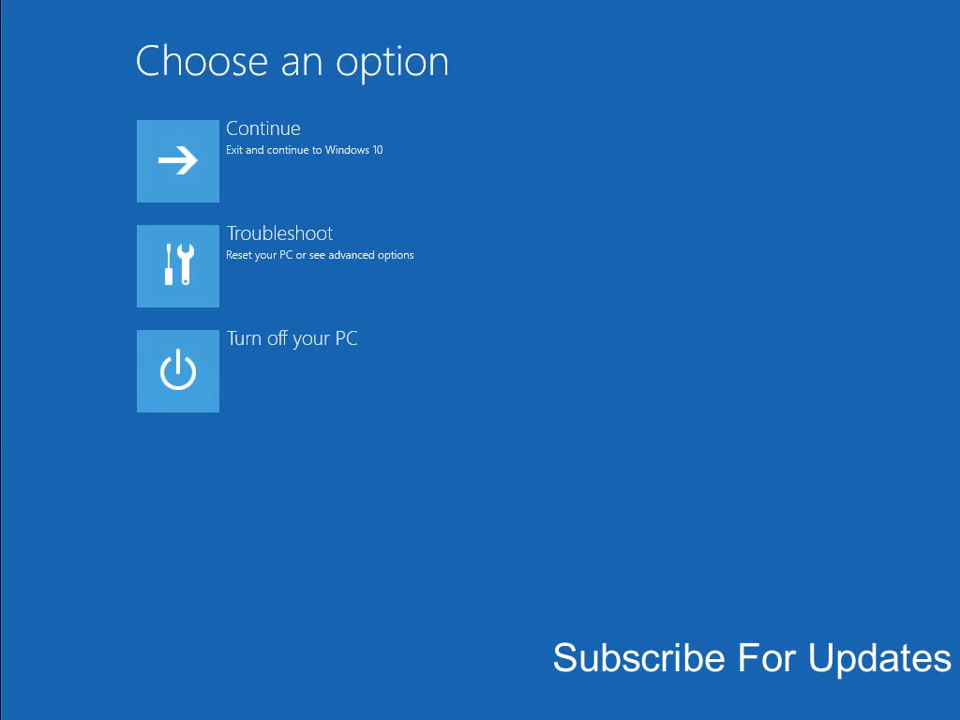 Choose an option
Continue
Exit and continue to Windows 10
Troubleshoot
Reset your PC or see advanced options
Turn off your PC
Subscribe For Updates